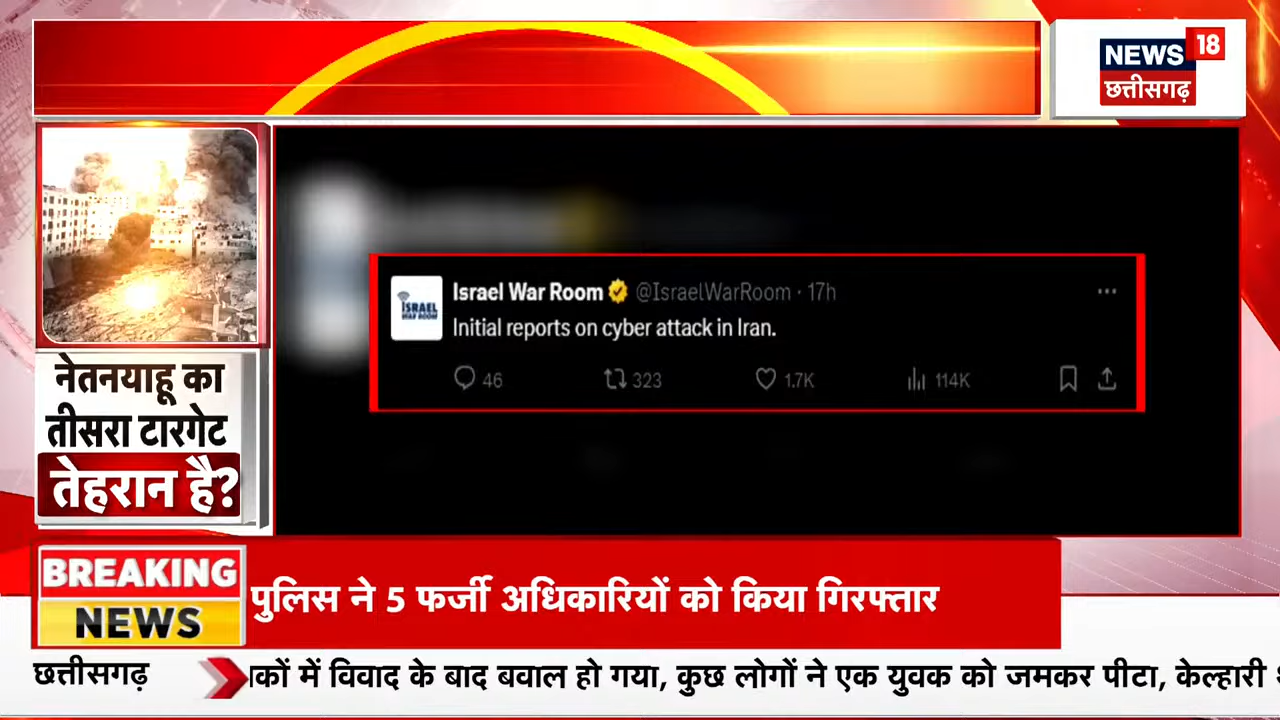 NEWS 18
छत्तीसगढ़
ISRAEL
WAR ROOM
Israel War Room @IsraelWarRoom · 17h
Initial reports on cyber attack in Iran.
46 323 1.7K 114K
नेतनयाहू का
तीसरा टारगेट
तेहरान है?
BREAKING
NEWS
पुलिस ने 5 फर्जी अधिकारियों को किया गिरफ्तार
छत्तीसगढ़
में विवाद के बाद बवाल हो गया, कुछ लोगों ने एक युवक को जमकर पीटा, केल्हारी